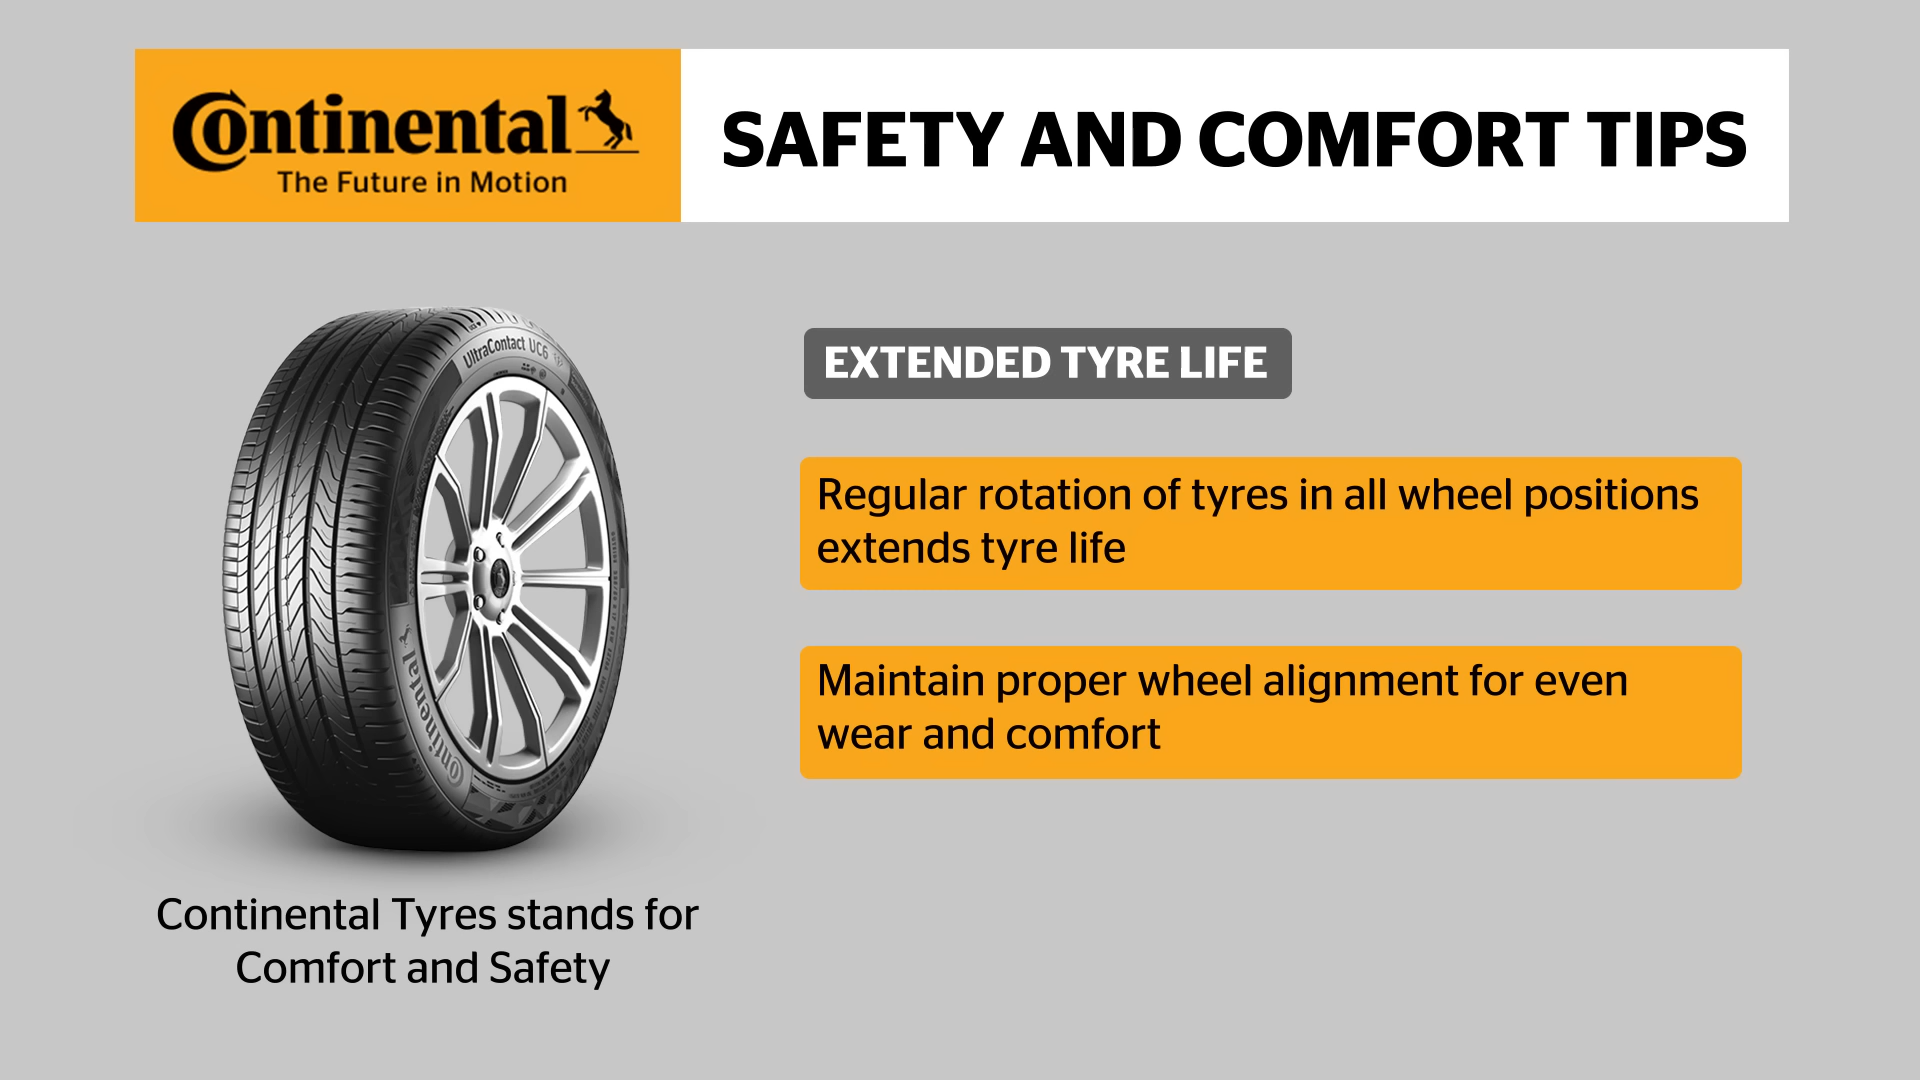 Continental
The Future in Motion
SAFETY AND COMFORT TIPS
UltraContact UC6
Continental
EXTENDED TYRE LIFE
Regular rotation of tyres in all wheel positions
extends tyre life
Maintain proper wheel alignment for even
wear and comfort
Continental Tyres stands for
Comfort and Safety